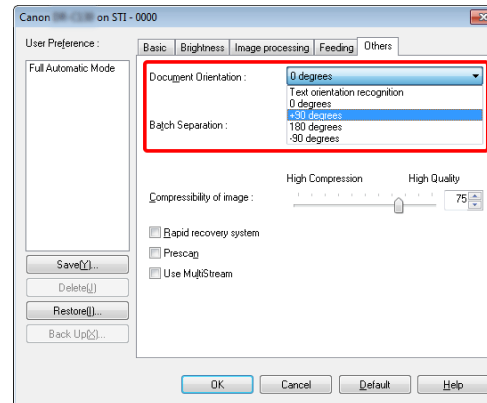 Canon on STI - 0000
User Preference :
Full Automatic Mode
Save(Y)...
Delete(J)
Restore(I)...
Back Up(X)...
Basic Brightness Image processing Feeding Others
Document Orientation : 0 degrees
Text orientation recognition
0 degrees
+90 degrees
180 degrees
-90 degrees
Batch Separation :
High Compression High Quality
Compressibility of image : 75
Rapid recovery system
Prescan
Use MultiStream
OK Cancel Default Help